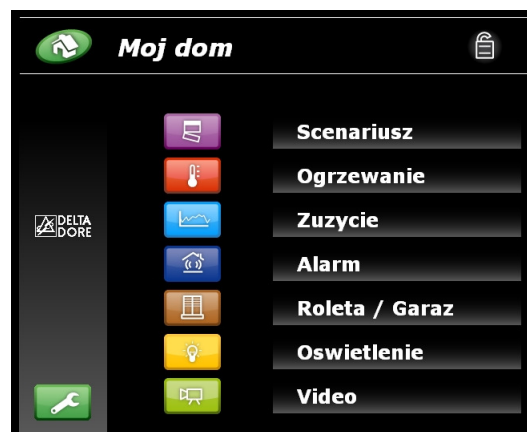 Moj dom
Scenariusz
Ogrzewanie
Zuzycie
DELTA
DORE
Alarm
Roleta / Garaz
Oswietlenie
Video